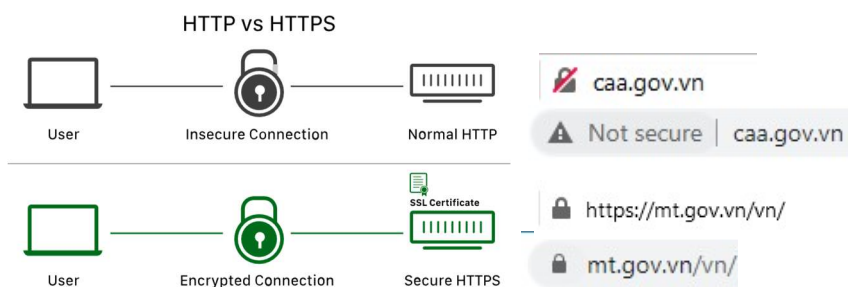 HTTP vs HTTPS
User
Insecure Connection
Normal HTTP
caa.gov.vn
Not secure | caa.gov.vn
SSL Certificate
User
Encrypted Connection
Secure HTTPS
https://mt.gov.vn/vn/
mt.gov.vn/vn/